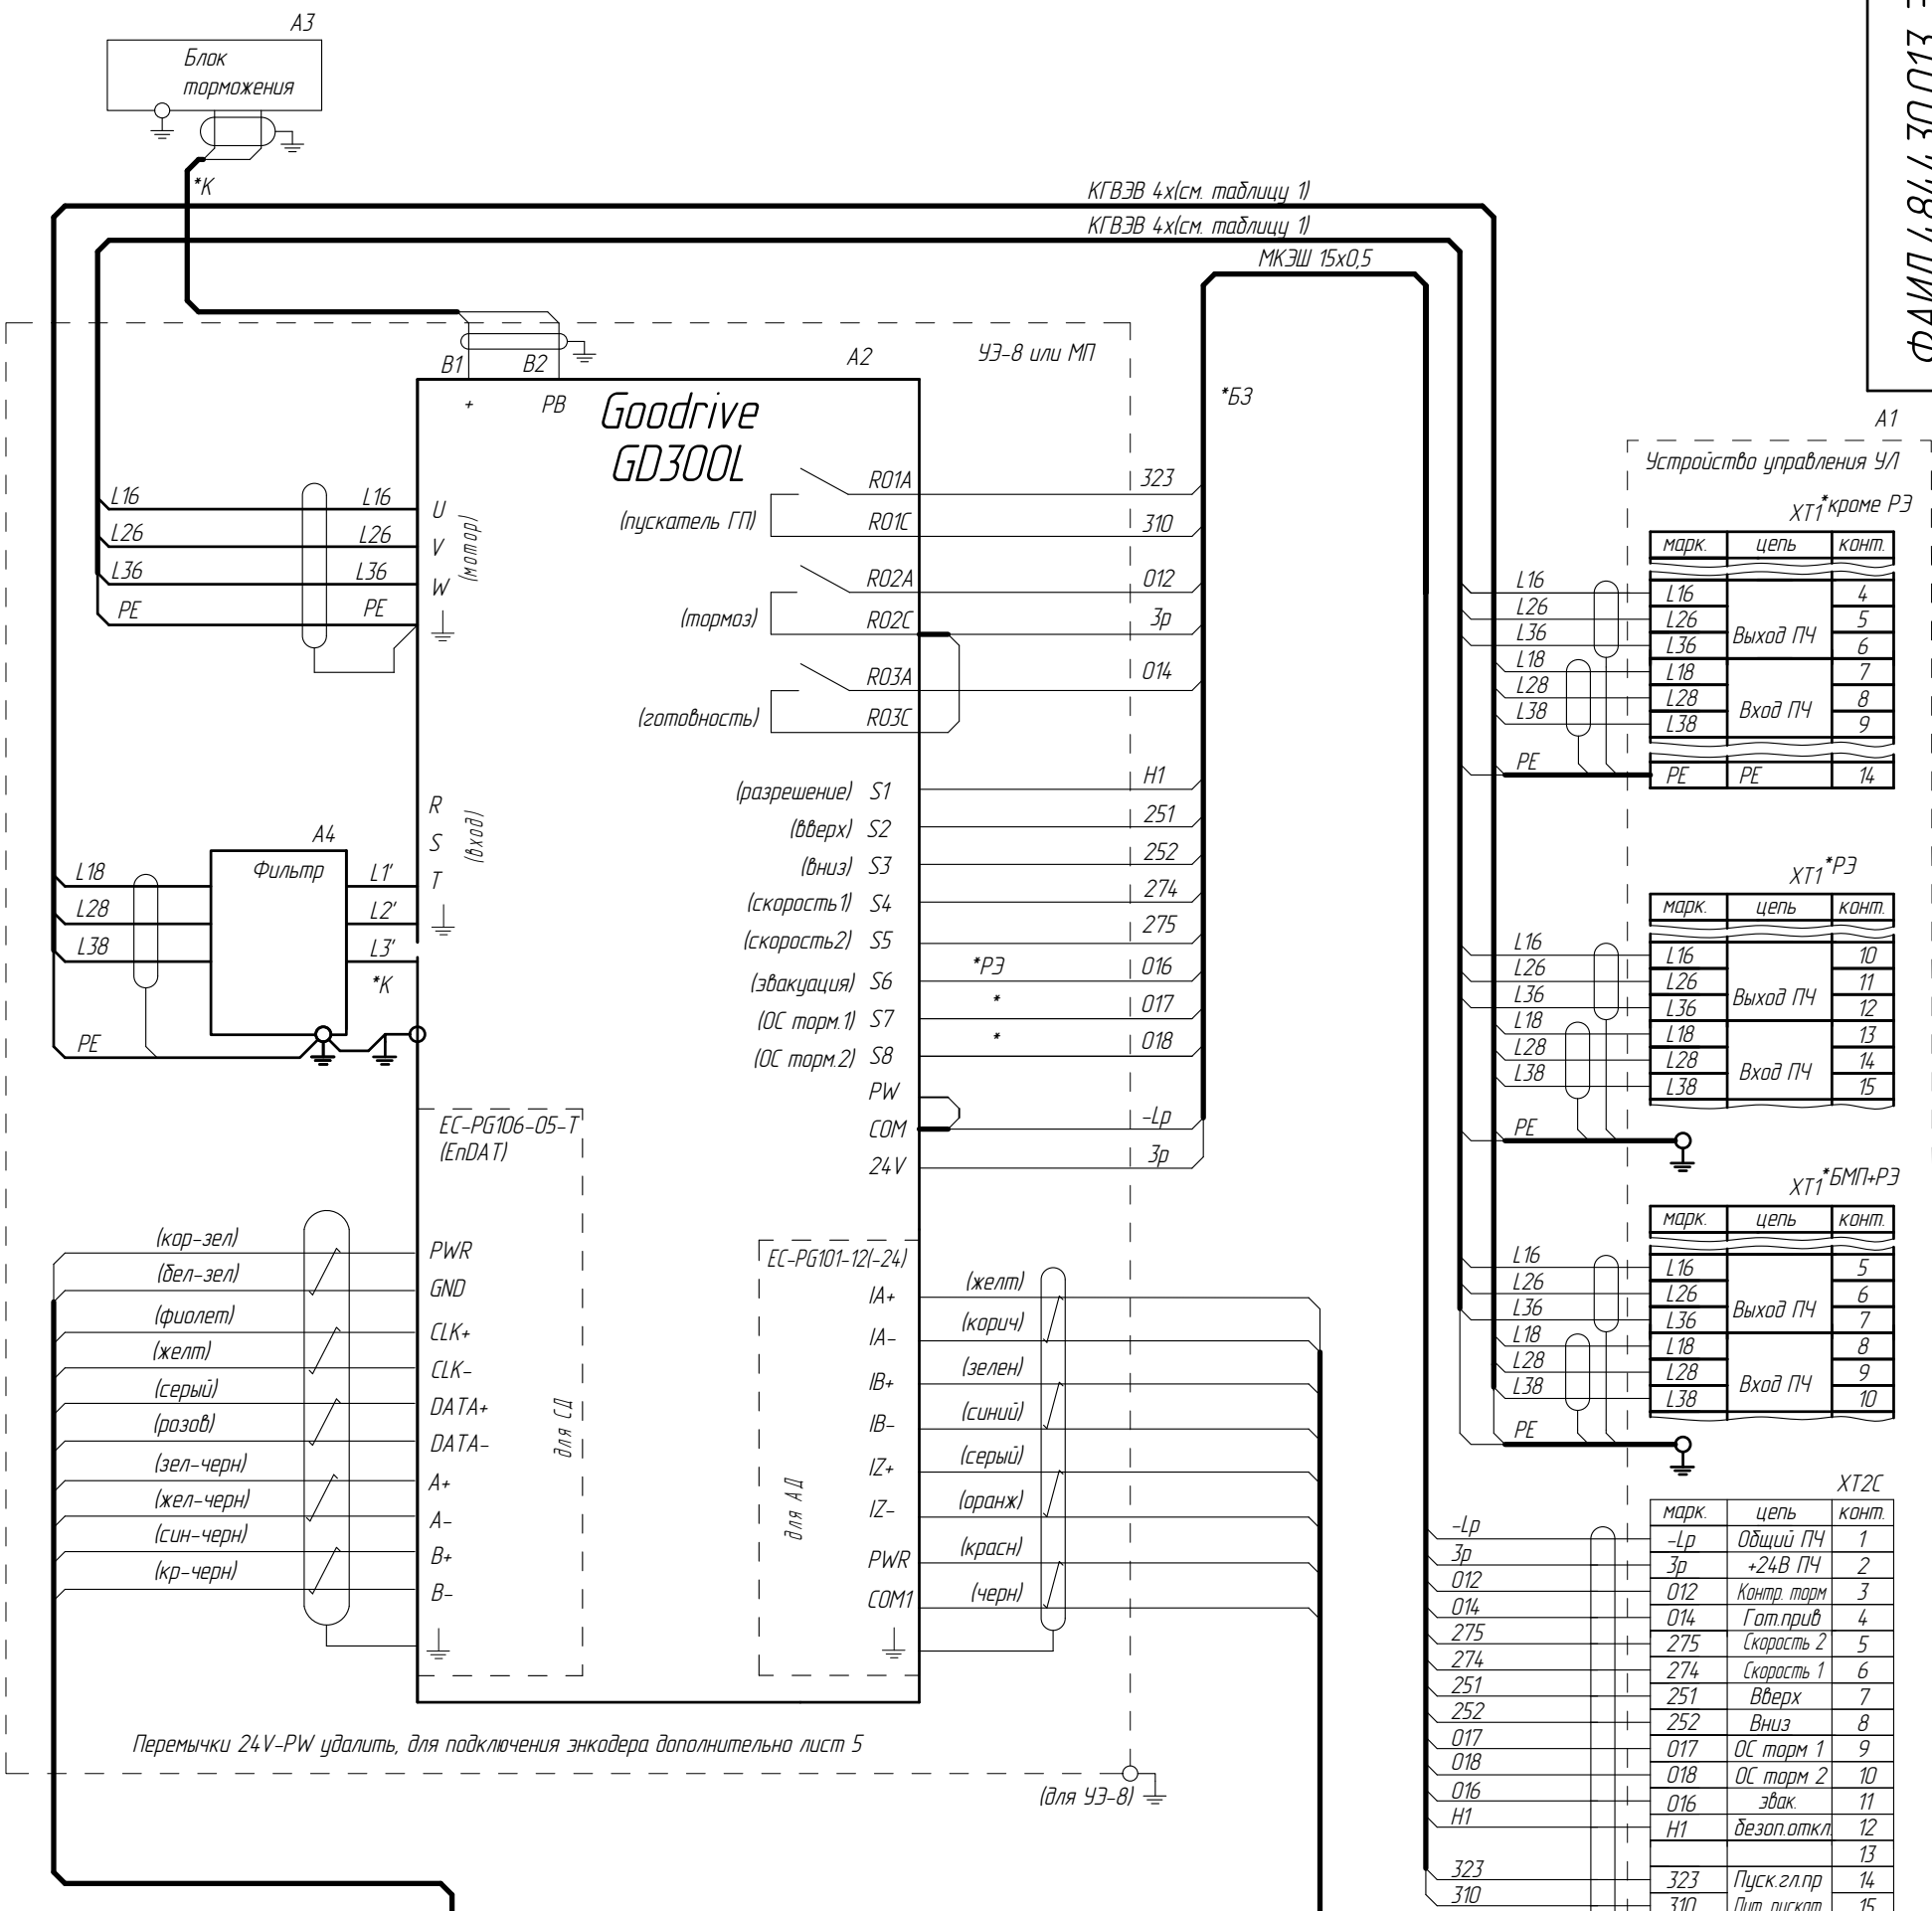 А3
Блок
торможения
*К
КГВЭВ 4х(см. таблицу 1)
КГВЭВ 4х(см. таблицу 1)
МКЭШ 15х0,5
*БЗ
УЭ-8 или МП
B1
B2
А2
+
PB
Goodrive
GD300L
L16
L16
U
L26
L26
V
L36
L36
W
PE
PE
(мотор)
(пускатель ГП)
R01A
323
R01C
310
(тормоз)
R02A
012
R02C
3р
(готовность)
R03A
014
R03C
R
S
T
(вход)
А4
Фильтр
L18
L1'
L28
L2'
L38
L3'
*К
PE
(разрешение) S1
H1
(вверх) S2
251
(вниз) S3
252
(скорость1) S4
274
(скорость2) S5
275
(эвакуация) S6
*РЭ
016
(ОС торм.1) S7
*
017
(ОС торм.2) S8
*
018
PW
COM
-Lp
24V
3р
EC-PG106-05-T
(EnDAT)
(кор-зел)
PWR
(бел-зел)
GND
(фиолет)
CLK+
(желт)
CLK-
(серый)
DATA+
(розов)
DATA-
(зел-черн)
A+
(жел-черн)
A-
(син-черн)
B+
(кр-черн)
B-
для СД
EC-PG101-12(-24)
IA+
(желт)
IA-
(корич)
IB+
(зелен)
IB-
(синий)
IZ+
(серый)
IZ-
(оранж)
PWR
(красн)
COM1
(черн)
для АД
Перемычки 24V-PW удалить, для подключения энкодера дополнительно лист 5
(для УЭ-8)
А1
Устройство управления УЛ
XT1 *кроме РЭ
марк. цепь конт.
L16 L16 4
L26 L26 5
L36 L36 Выход ПЧ 6
L18 L18 7
L28 L28 8
L38 L38 Вход ПЧ 9
PE PE PE 14
XT1 *РЭ
марк. цепь конт.
L16 L16 10
L26 L26 11
L36 L36 Выход ПЧ 12
L18 L18 13
L28 L28 14
L38 L38 Вход ПЧ 15
PE
XT1 *БМП+РЭ
марк. цепь конт.
L16 L16 5
L26 L26 6
L36 L36 Выход ПЧ 7
L18 L18 8
L28 L28 9
L38 L38 Вход ПЧ 10
PE
XT2C
марк. цепь конт.
-Lp -Lp Общий ПЧ 1
3р 3р +24В ПЧ 2
012 012 Контр. торм 3
014 014 Гот.прив 4
275 275 Скорость 2 5
274 274 Скорость 1 6
251 251 Вверх 7
252 252 Вниз 8
017 017 ОС торм 1 9
018 018 ОС торм 2 10
016 016 эвак. 11
H1 H1 безоп.откл. 12
13
323 323 Пуск.гл.пр 14
310 310 15